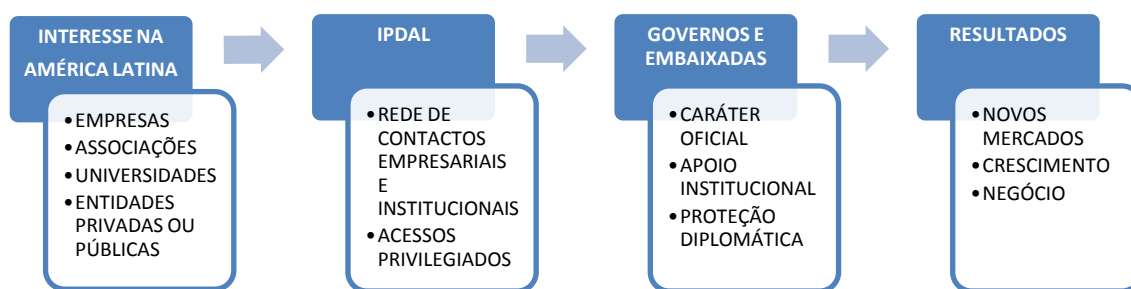 INTERESSE NA
AMÉRICA LATINA
• EMPRESAS
• ASSOCIAÇÕES
• UNIVERSIDADES
• ENTIDADES
PRIVADAS OU
PÚBLICAS
IPDAL
• REDE DE
CONTACTOS
EMPRESARIAIS
E
INSTITUCIONAIS
• ACESSOS
PRIVILEGIADOS
GOVERNOS E
EMBAIXADAS
• CARATER
OFICIAL
• APOIO
INSTITUCIONAL
• PROTEÇÃO
DIPLOMÁTICA
RESULTADOS
• NOVOS
MERCADOS
• CRESCIMENTO
• NEGÓCIO